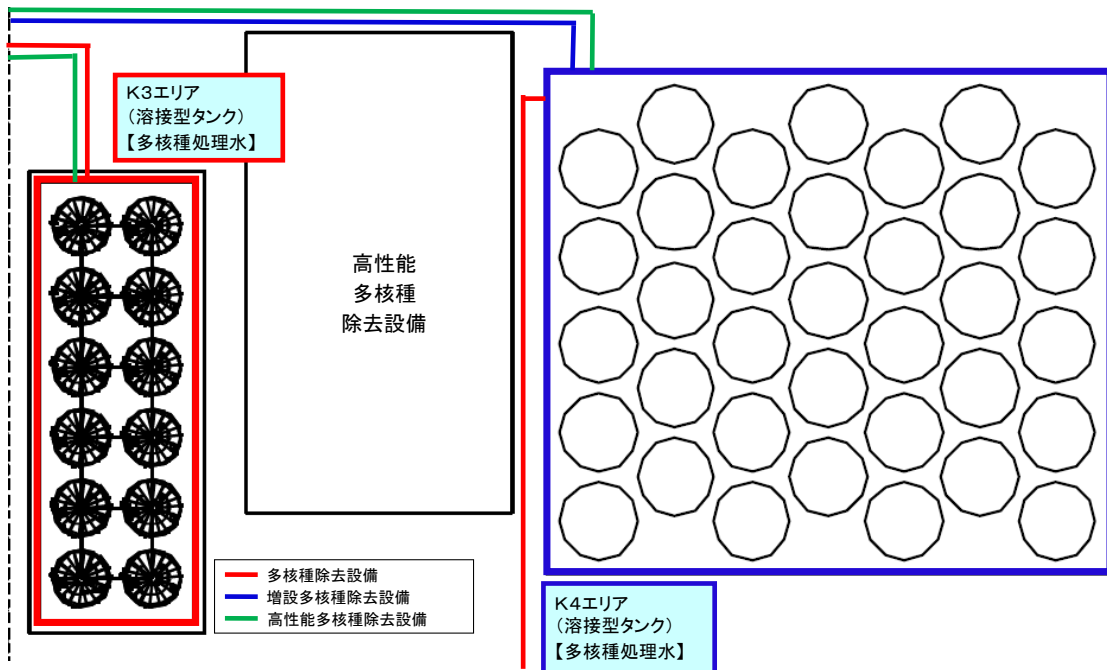 K3エリア
(溶接型タンク)
【多核種処理水】
高性能
多核種
除去設備
多核種除去設備
増設多核種除去設備
高性能多核種除去設備
K4エリア
(溶接型タンク)
【多核種処理水】